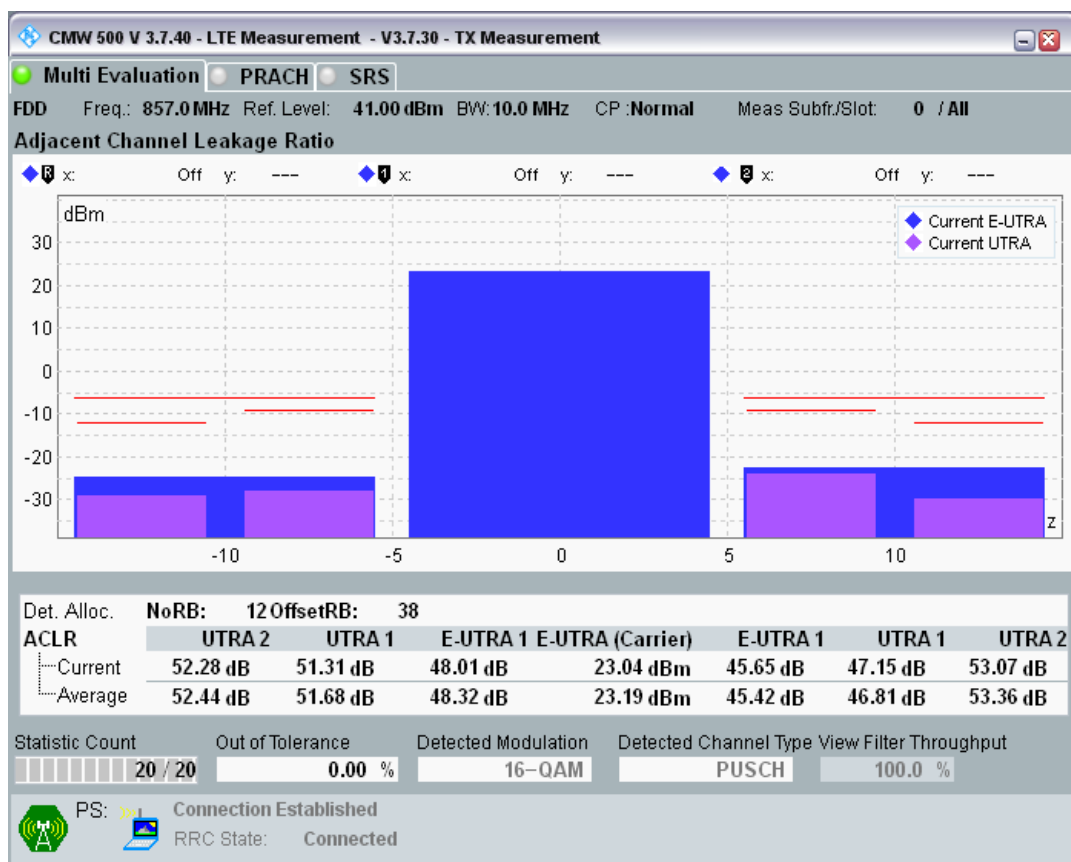 CMW 500 V 3.7.40 - LTE Measurement - V3.7.30 - TX Measurement
Multi Evaluation PRACH SRS
FDD Freq.: 857.0 MHz Ref. Level: 41.00 dBm BW: 10.0 MHz CP :Normal Meas Subfr./Slot: 0 / All
Adjacent Channel Leakage Ratio
R x: Off y: --- 1 x: Off y: --- 2 x: Off y: ---
dBm
Current E-UTRA
Current UTRA
30
20
10
0
-10
-20
-30
z
-10 -5 0 5 10
Det. Alloc. NoRB: 12 OffsetRB: 38
ACLR UTRA 2 UTRA 1 E-UTRA 1 E-UTRA (Carrier) E-UTRA 1 UTRA 1 UTRA 2
Current 52.28 dB 51.31 dB 48.01 dB 23.04 dBm 45.65 dB 47.15 dB 53.07 dB
Average 52.44 dB 51.68 dB 48.32 dB 23.19 dBm 45.42 dB 46.81 dB 53.36 dB
Statistic Count Out of Tolerance Detected Modulation Detected Channel Type View Filter Throughput
20 / 20 0.00 % 16-QAM PUSCH 100.0 %
PS: Connection Established
RRC State: Connected